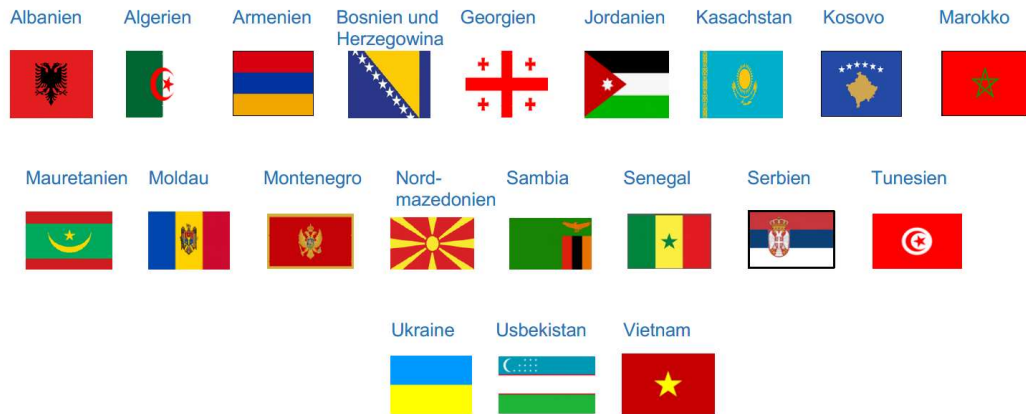 Albanien Algerien Armenien Bosnien und Herzegowina Georgien Jordanien Kasachstan Kosovo Marokko
Mauretanien Moldau Montenegro Nord-mazedonien Sambia Senegal Serbien Tunesien
Ukraine Usbekistan Vietnam